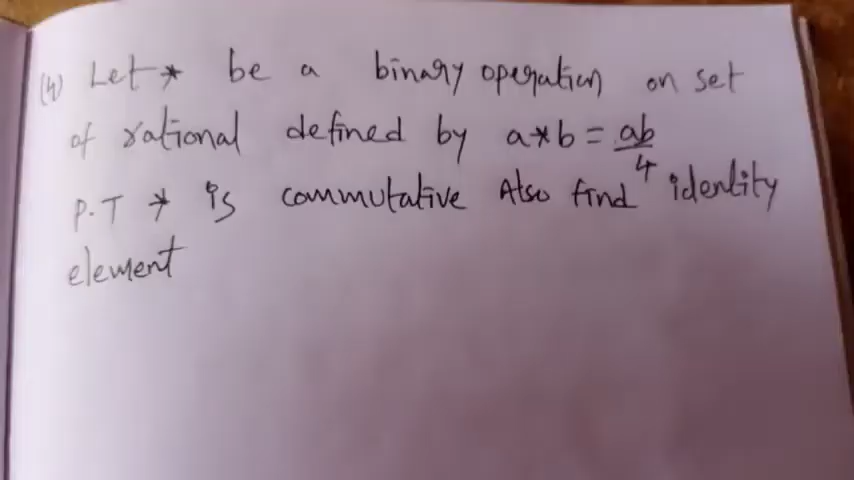 (4) Let * be a binary operation on set
of rational defined by a*b = ab/4
P.T * is commutative Also find identity
element